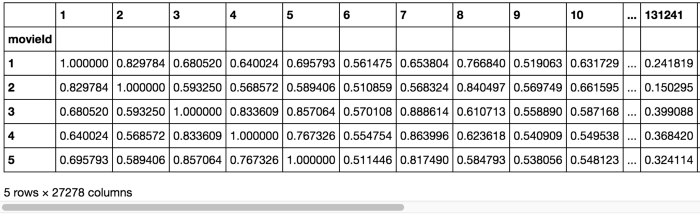 1 2 3 4 5 6 7 8 9 10 ... 131241
movieId
1 1.000000 0.829784 0.680520 0.640024 0.695793 0.561475 0.653804 0.766840 0.519063 0.631729 ... 0.241819
2 0.829784 1.000000 0.593250 0.568572 0.589406 0.510859 0.568324 0.840497 0.569749 0.661595 ... 0.150295
3 0.680520 0.593250 1.000000 0.833609 0.857064 0.570108 0.888614 0.610713 0.558890 0.587168 ... 0.399088
4 0.640024 0.568572 0.833609 1.000000 0.767326 0.554754 0.863996 0.623618 0.540909 0.549538 ... 0.368420
5 0.695793 0.589406 0.857064 0.767326 1.000000 0.511446 0.817490 0.584793 0.538056 0.548123 ... 0.324114
5 rows × 27278 columns